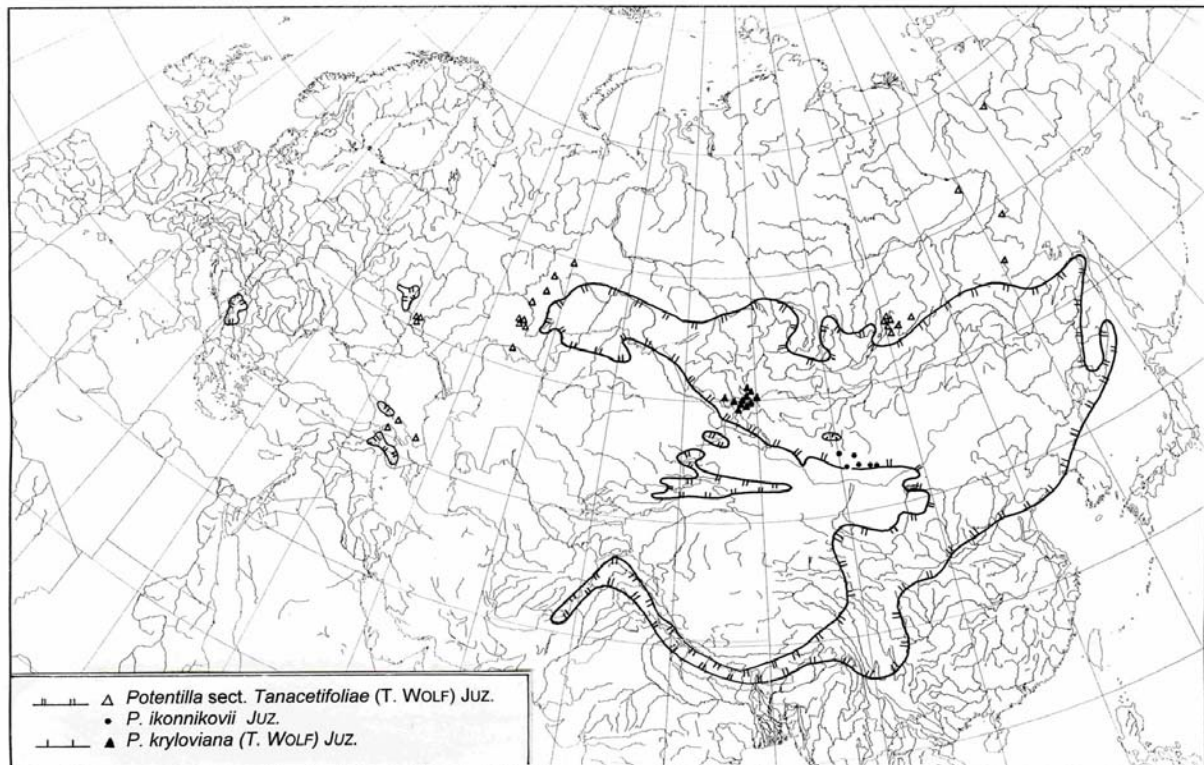 Potentilla sect. Tanacetifoliae (T. WOLF) JUZ.
P. ikonnikovii JUZ.
P. kryloviana (T. WOLF) JUZ.